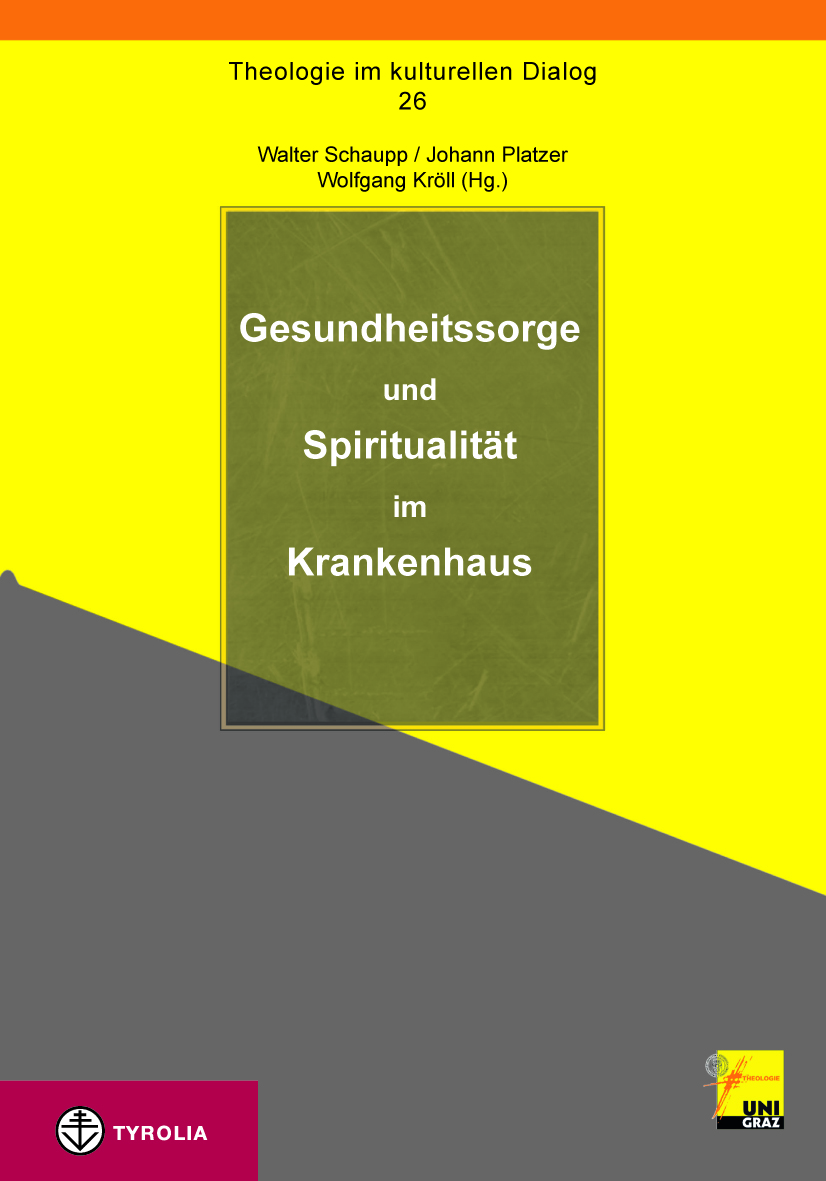 Theologie im kulturellen Dialog
26
Walter Schaupp / Johann Platzer
Wolfgang Kröll (Hg.)
Gesundheitssorge
und
Spiritualität
im
Krankenhaus
THEOLOGIE
UNI
GRAZ
TYROLIA